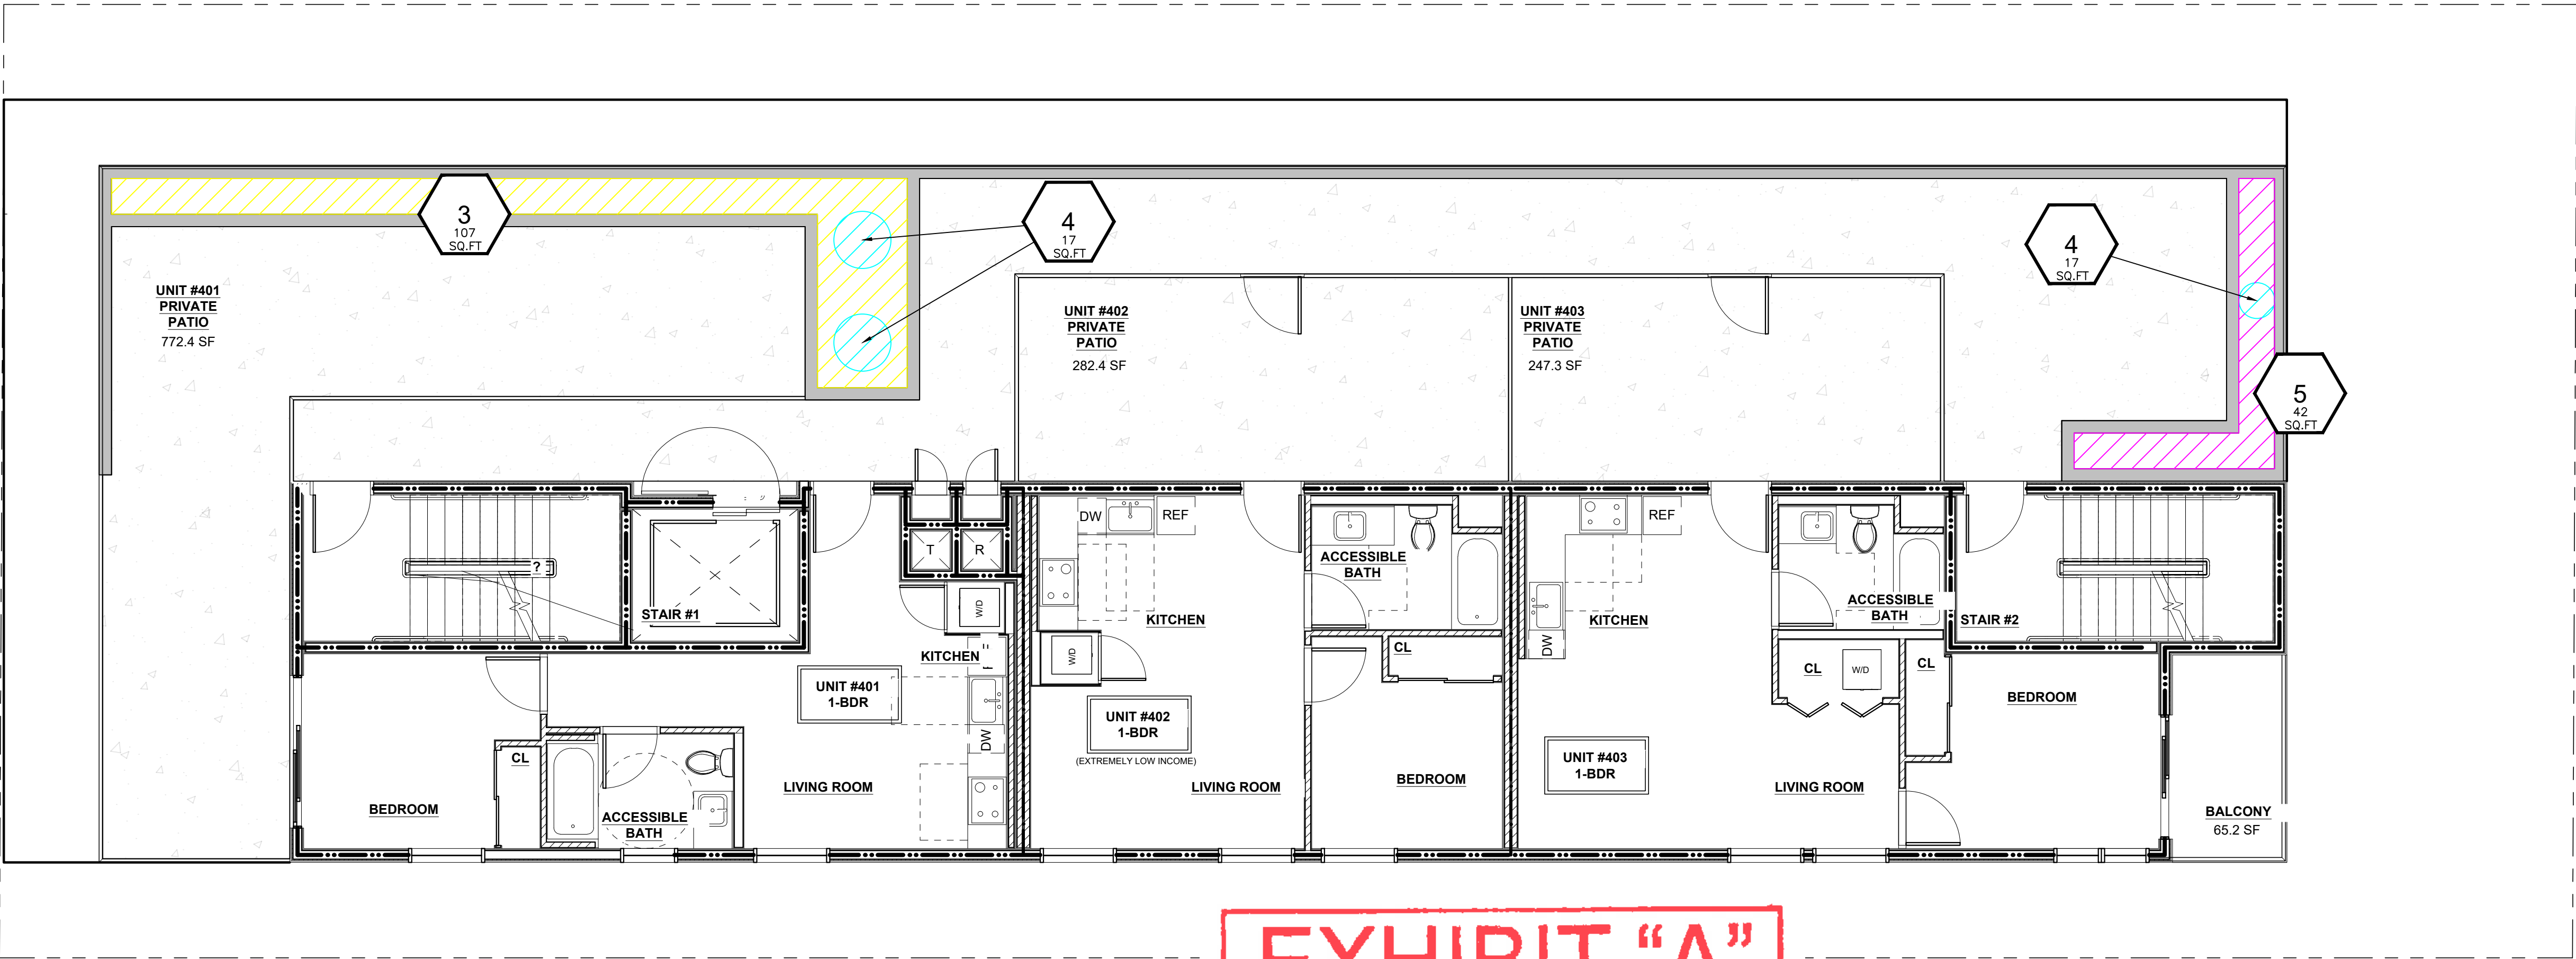 3
107
SQ.FT
4
17
SQ.FT
4
17
SQ.FT
5
42
SQ.FT
UNIT #401
PRIVATE
PATIO
772.4 SF
UNIT #402
PRIVATE
PATIO
282.4 SF
UNIT #403
PRIVATE
PATIO
247.3 SF
?
STAIR #1
T
R
W/D
KITCHEN
UNIT #401
1-BDR
DW
LIVING ROOM
CL
BEDROOM
ACCESSIBLE
BATH
DW
REF
KITCHEN
W/D
ACCESSIBLE
BATH
CL
UNIT #402
1-BDR
(EXTREMELY LOW INCOME)
LIVING ROOM
BEDROOM
REF
KITCHEN
DW
ACCESSIBLE
BATH
STAIR #2
CL
W/D
CL
BEDROOM
UNIT #403
1-BDR
LIVING ROOM
BALCONY
65.2 SF
EXHIBIT “A”